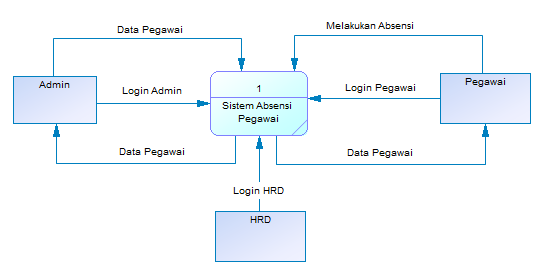 Data Pegawai
Melakukan Absensi
Admin
Login Admin
1
Sistem Absensi
Pegawai
Login Pegawai
Pegawai
Data Pegawai
Data Pegawai
Login HRD
HRD